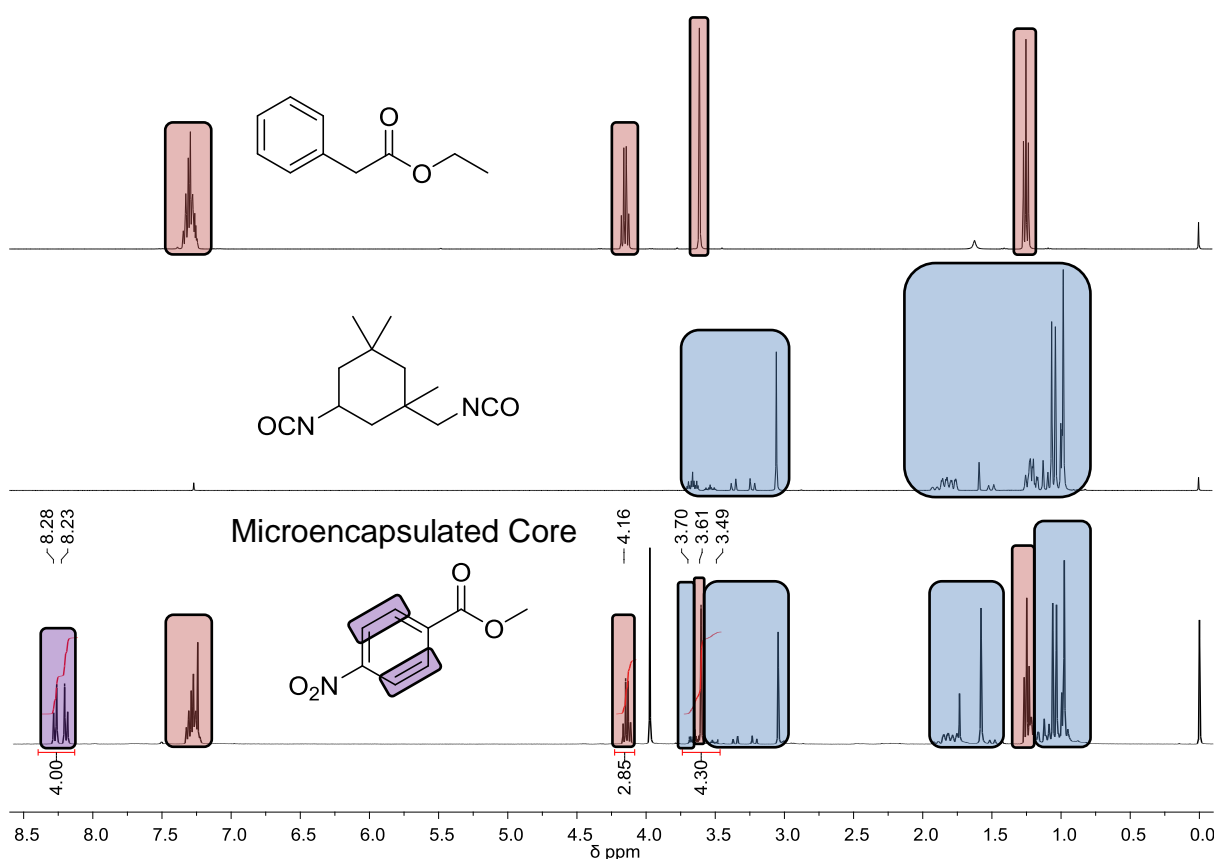 O
O
OCN
NCO
8.28
8.23
Microencapsulated Core
4.16
3.70
3.61
3.49
O
O
O₂N
4.00
2.85
4.30
8.5 8.0 7.5 7.0 6.5 6.0 5.5 5.0 4.5 4.0 3.5 3.0 2.5 2.0 1.5 1.0 0.5 0.0
δ ppm